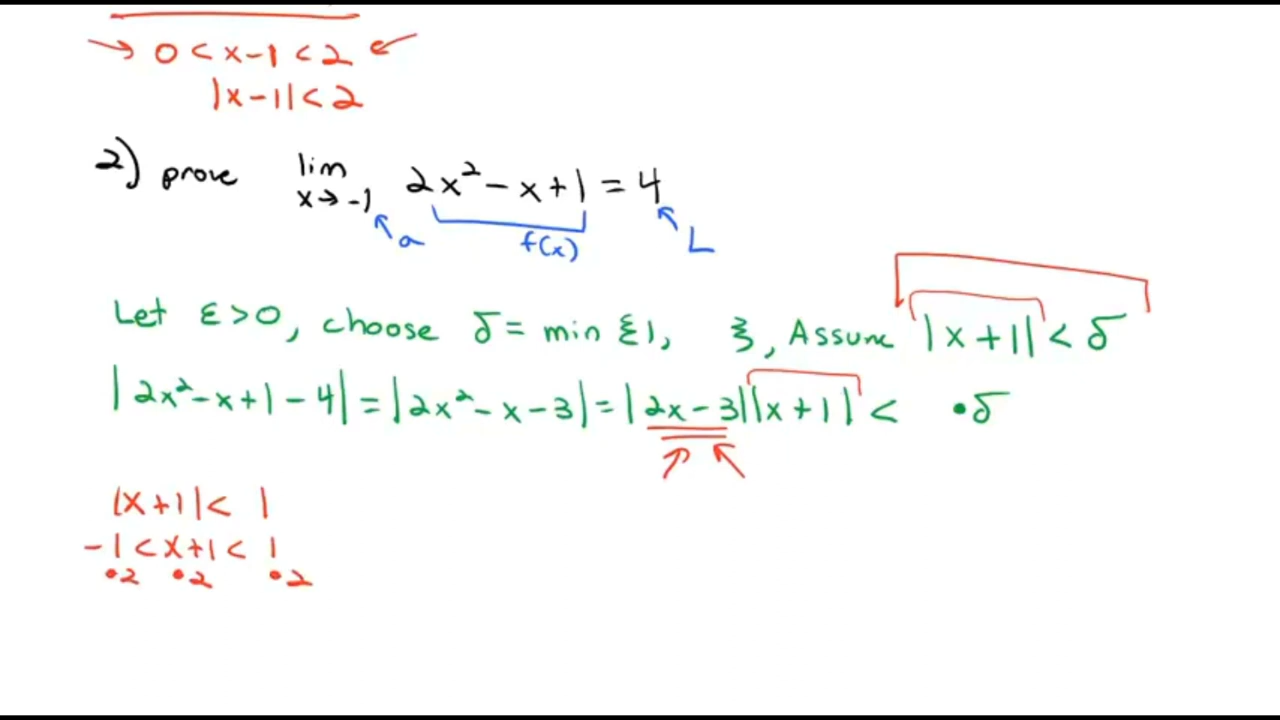 0 < x-1 < 2
|x-1| < 2
2) prove lim x→-1 2x²-x+1 = 4
a f(x) L
Let ε>0, choose δ = min {1, }, Assume |x+1| < δ
|2x²-x+1-4| = |2x²-x-3| = |2x-3||x+1| < •δ
|x+1| < 1
-1 < x+1 < 1
•2 •2 •2